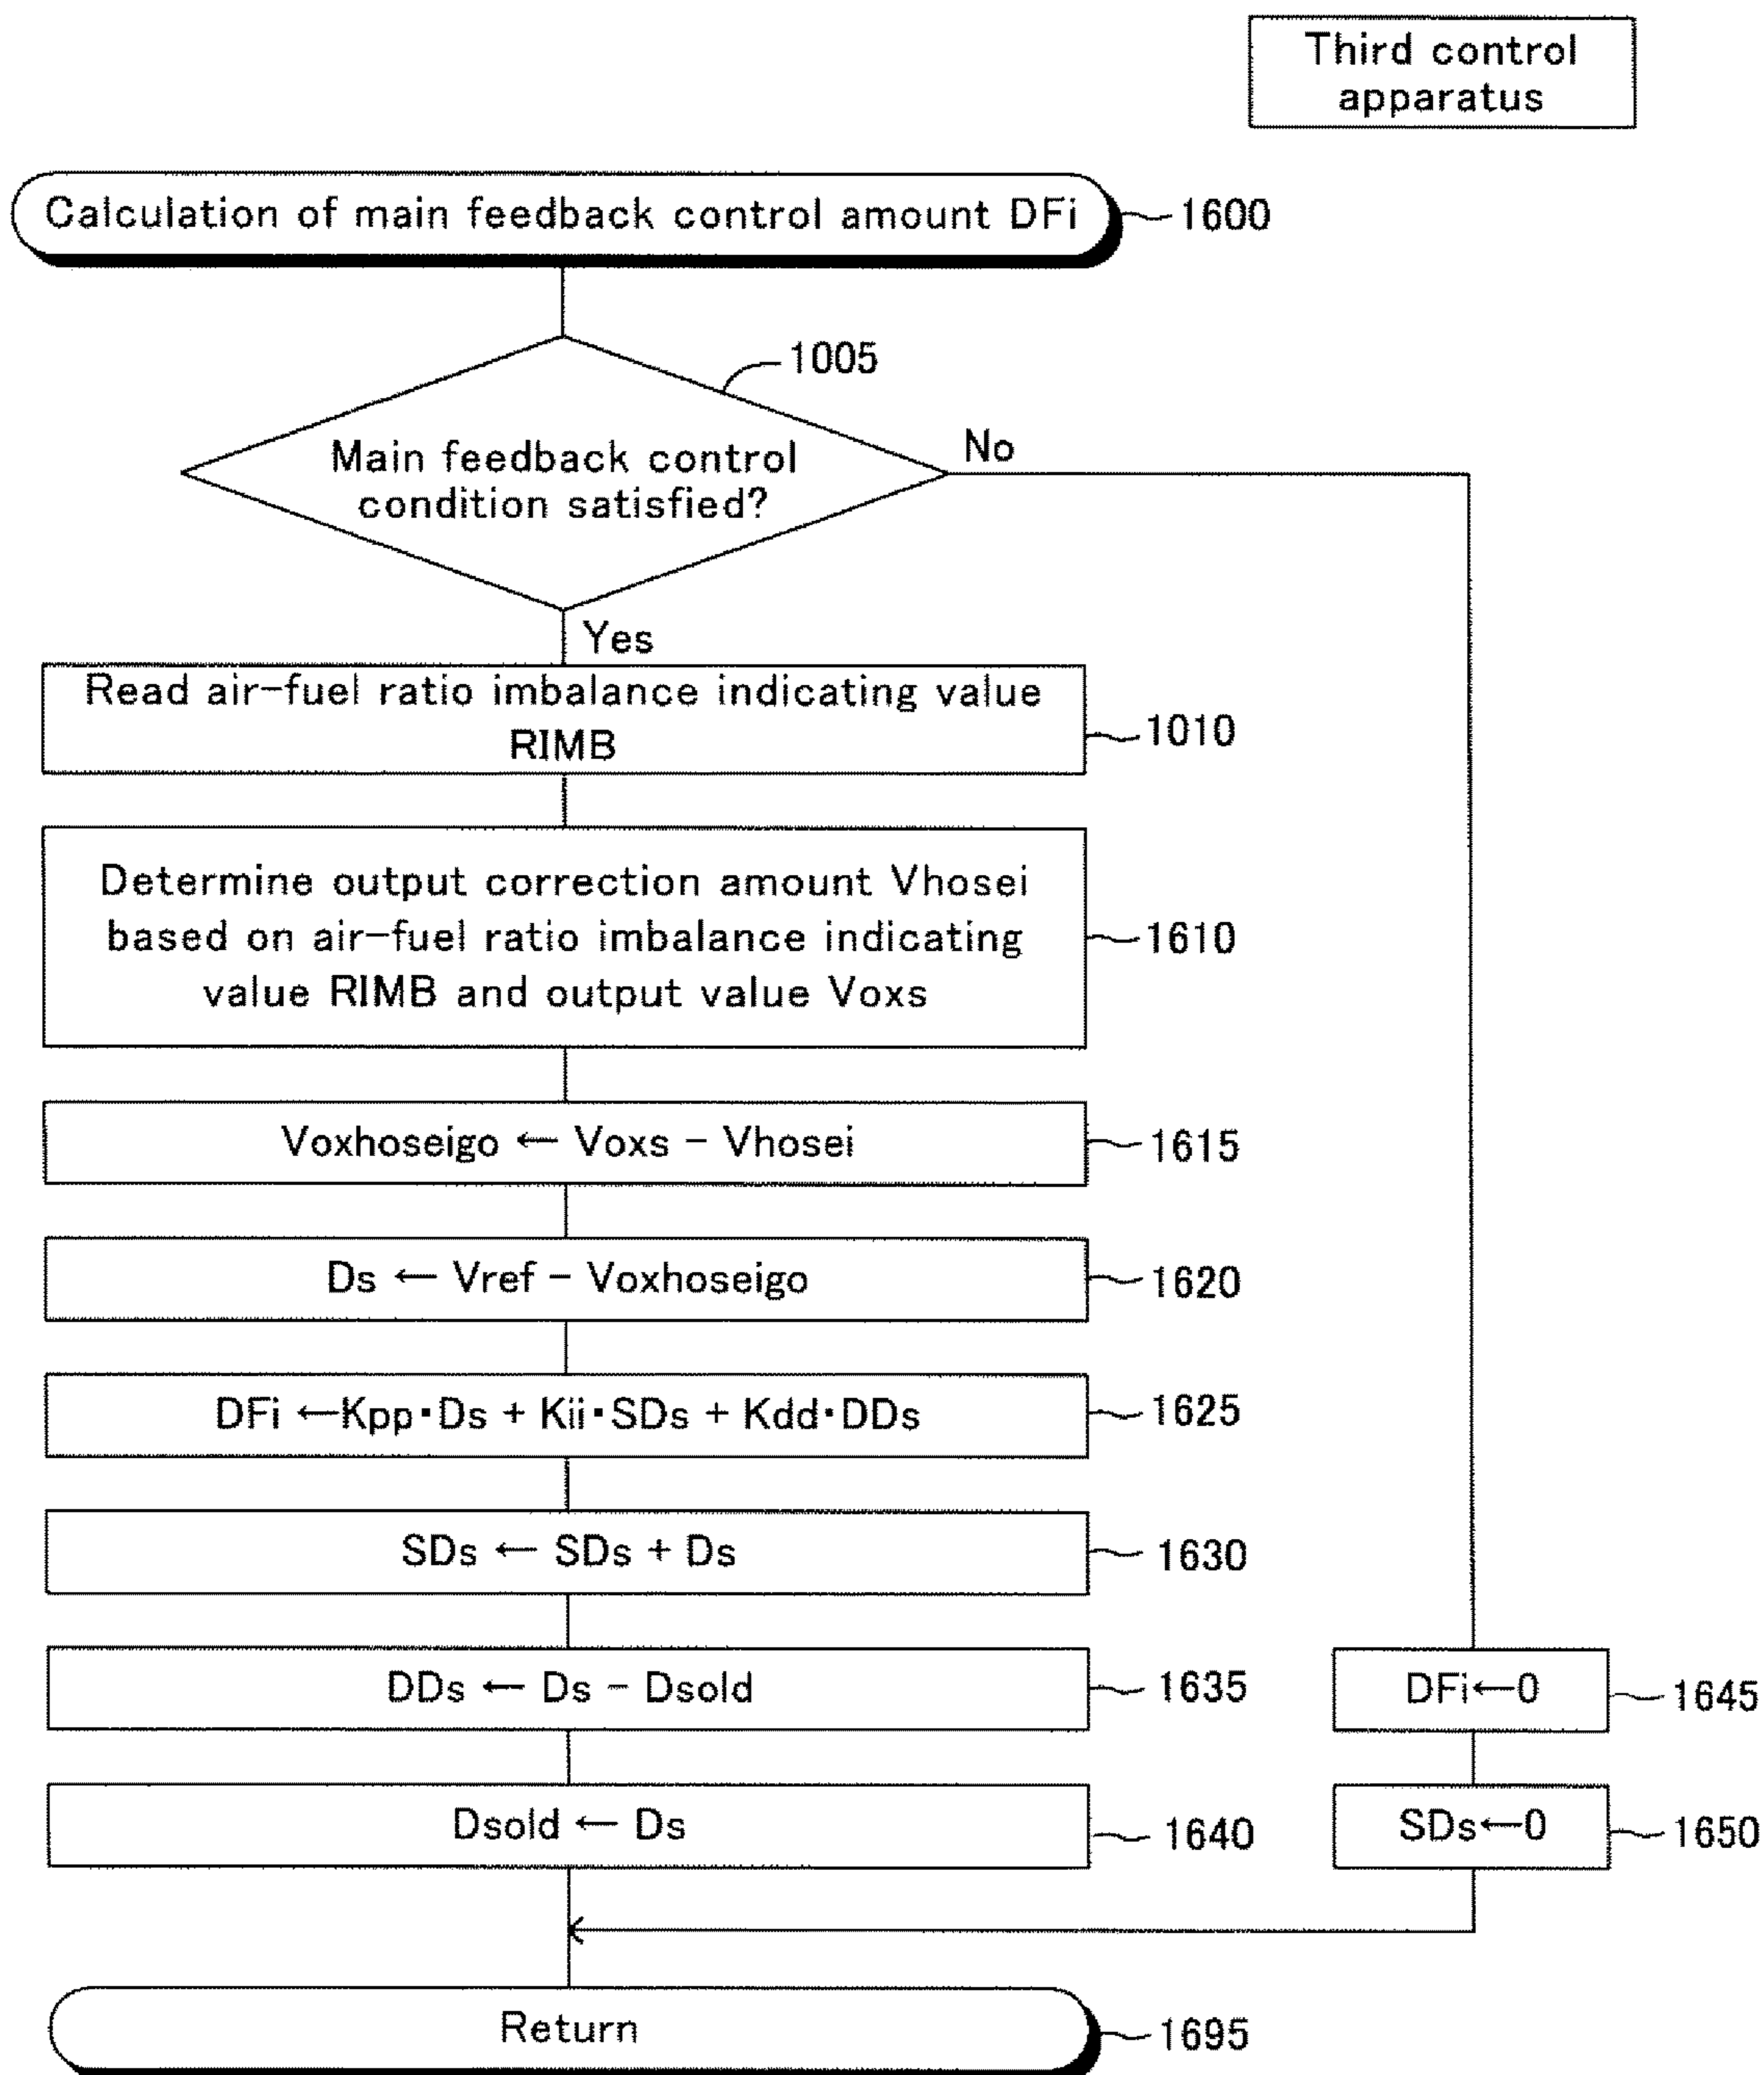 Third control
apparatus
Calculation of main feedback control amount DFi
1600
1005
Main feedback control
condition satisfied?
No
Yes
Read air-fuel ratio imbalance indicating value
RIMB
1010
Determine output correction amount Vhosei
based on air-fuel ratio imbalance indicating
value RIMB and output value Voxs
1610
Voxhoseigo ← Voxs - Vhosei
1615
Ds ← Vref - Voxhoseigo
1620
DFi ←Kpp·Ds + Kii·SDs + Kdd·DDs
1625
SDs ← SDs + Ds
1630
DDs ← Ds - Dsold
1635
DFi←0
1645
Dsold ← Ds
1640
SDs←0
1650
Return
1695